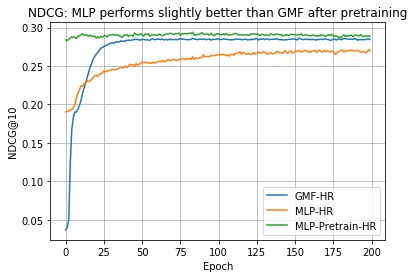 NDCG: MLP performs slightly better than GMF after pretraining
0.30
0.25
0.20
0.15
0.10
0.05
NDCG@10
0 25 50 75 100 125 150 175 200
Epoch
GMF-HR
MLP-HR
MLP-Pretrain-HR